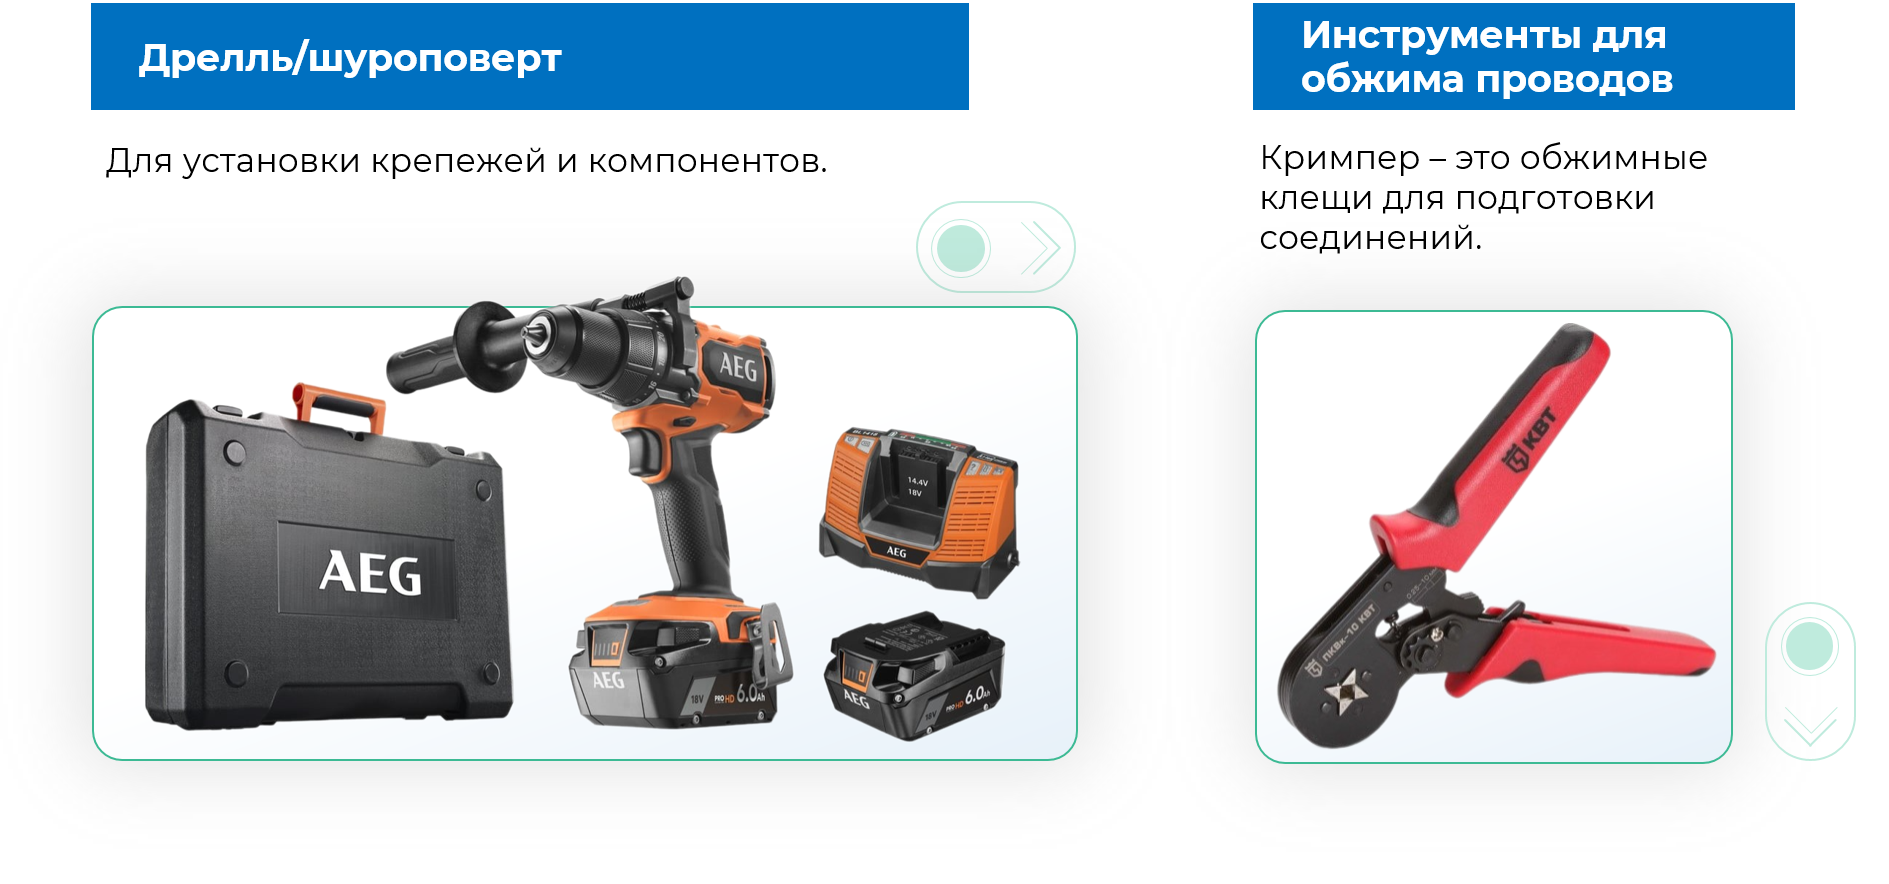 Дрелль/шуроповерт
Для установки крепежей и компонентов.
AEG
AEG
14.4V
18V
AEG
AEG
18V PRO HD 6.0Ah
AEG
18V PRO HD 6.0Ah
Инструменты для
обжима проводов
Кримпер – это обжимные
клещи для подготовки
соединений.
КВТ
ПКВк-10 КВТ